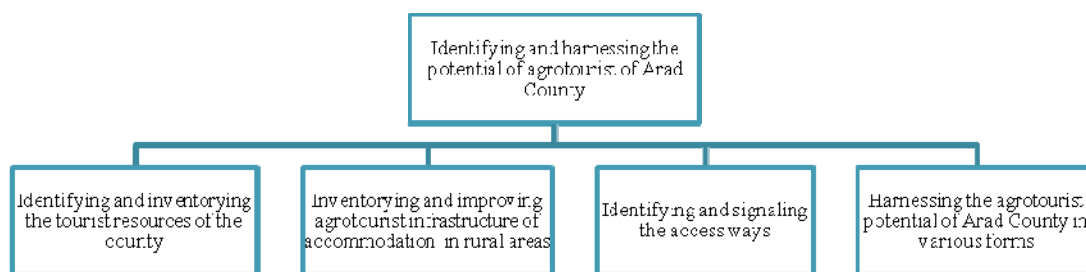 Identifying and harnessing the
potential of agrotourist of Arad
County
Identifying and inventorying
the tourist resources of the
county
Inventorying and improving
agrotourist infrastructure of
accommodation in rural areas
Identifying and signaling
the access ways
Harnessing the agrotourist
potential of Arad County in
various forms